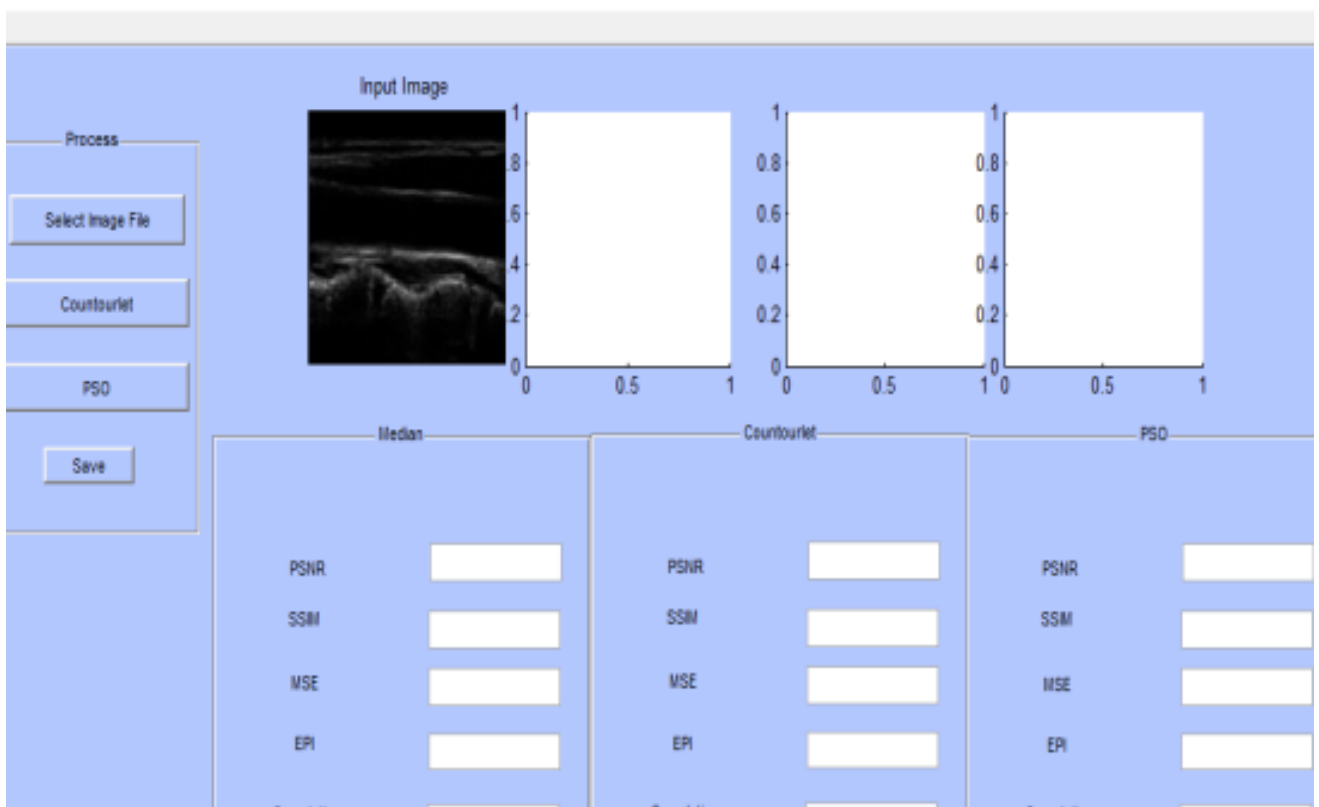 Input Image
Process
Select Image File
Countourlet
PSO
Save
1
.8
.6
.4
.2
0
0 0.5 1
1
0.8
0.6
0.4
0.2
0
0 0.5 1
1
0.8
0.6
0.4
0.2
0
0 0.5 1
Median
PSNR
SSIM
MSE
EPI
Countourlet
PSNR
SSIM
MSE
EPI
PSO
PSNR
SSIM
MSE
EPI